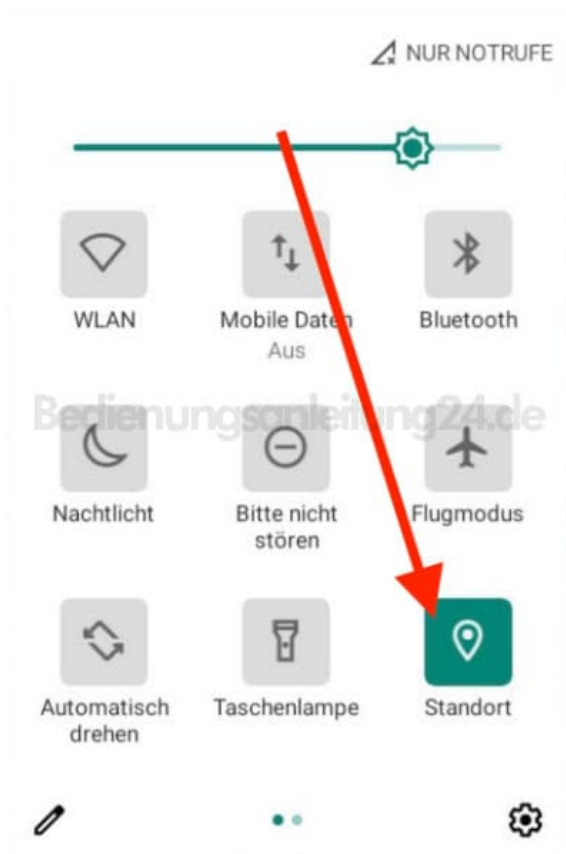 NUR NOTRUFE
WLAN
Mobile Daten
Aus
Bluetooth
Bedienungsanleitung24.de
Nachtlicht
Bitte nicht
stören
Flugmodus
Automatisch
drehen
Taschenlampe
Standort